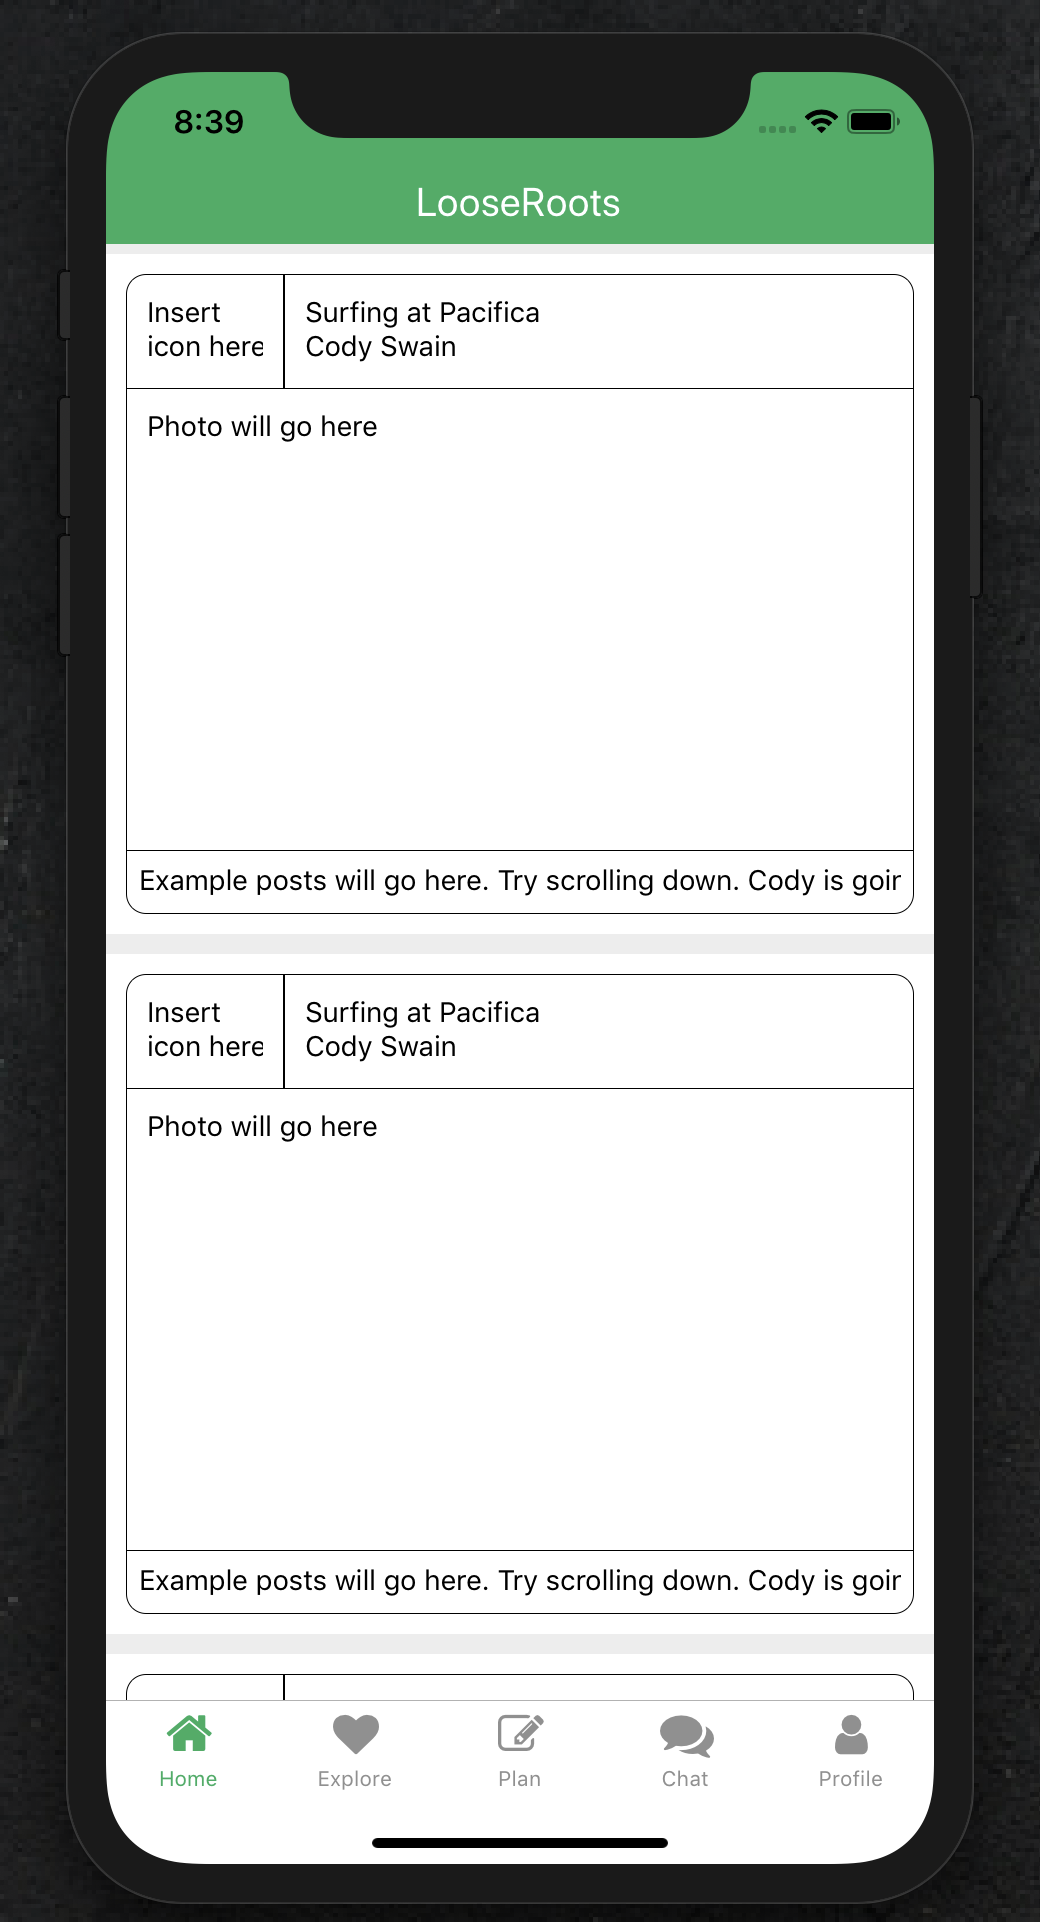 8:39
LooseRoots
Insert
icon here
Surfing at Pacifica
Cody Swain
Photo will go here
Example posts will go here. Try scrolling down. Cody is goin
Insert
icon here
Surfing at Pacifica
Cody Swain
Photo will go here
Example posts will go here. Try scrolling down. Cody is goin
Home
Explore
Plan
Chat
Profile